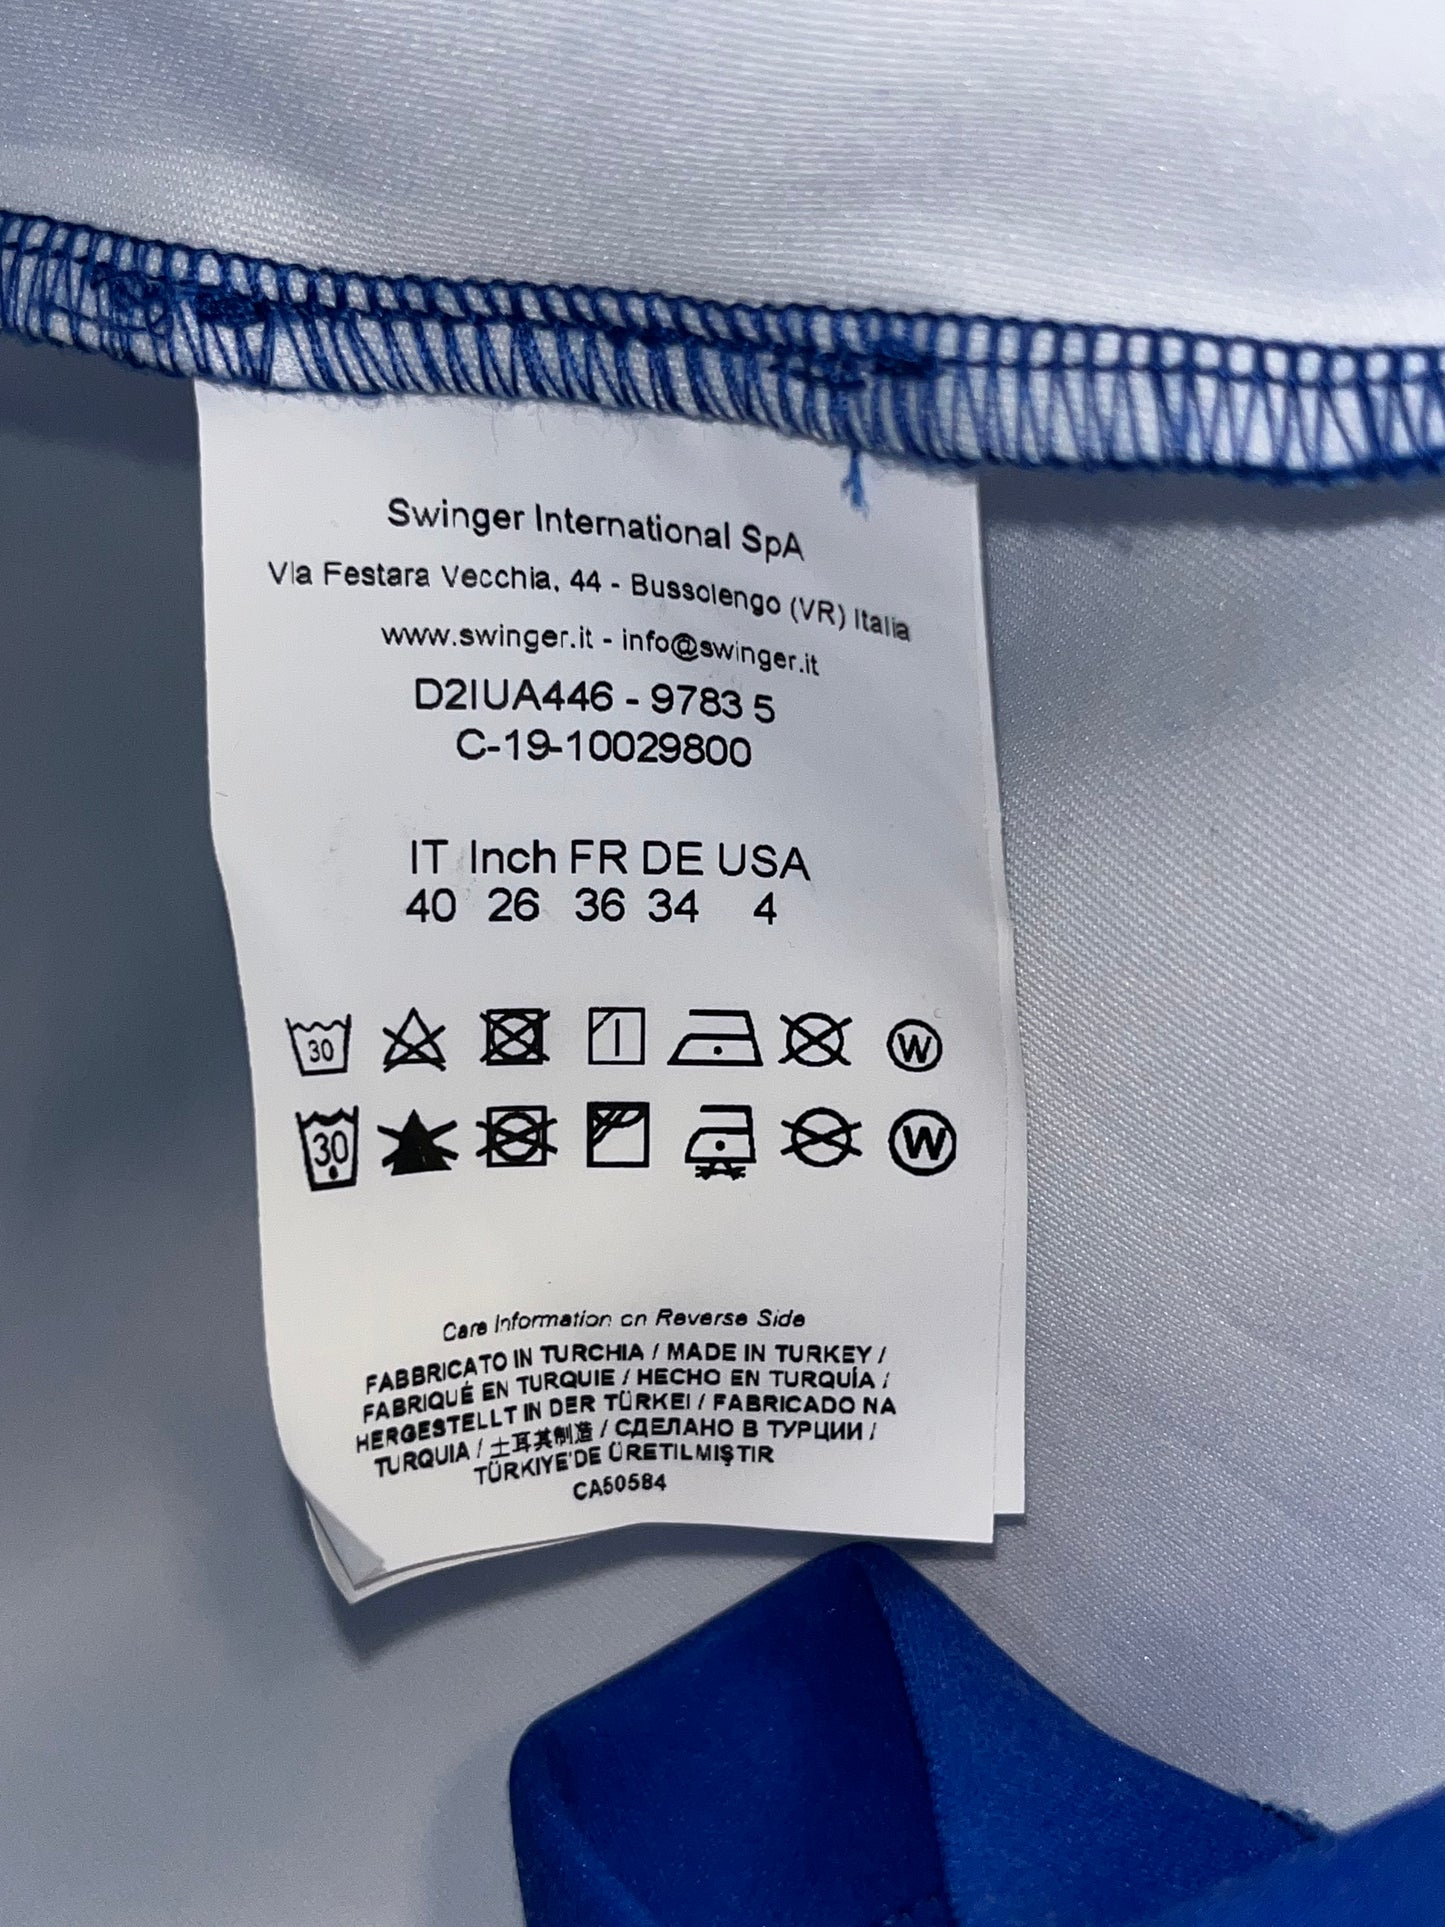 Swinger International SpA
Via Festara Vecchia, 44 - Bussolengo (VR) Italia
www.swinger.it - info@swinger.it
D2IUA446 - 9783 5
C-19-10029800
IT Inch FR DE USA
40 26 36 34 4
30 W
30 W
Care Information on Reverse Side
FABBRICATO IN TURCHIA / MADE IN TURKEY /
FABRIQUÉ EN TURQUIE / HECHO EN TURQUÍA /
HERGESTELLT IN DER TÜRKEI / FABRICADO NA
TURQUIA / 土耳其制造 / СДЕЛАНО В ТУРЦИИ /
TÜRKIYE'DE ÜRETILMIŞTIR
CA50584